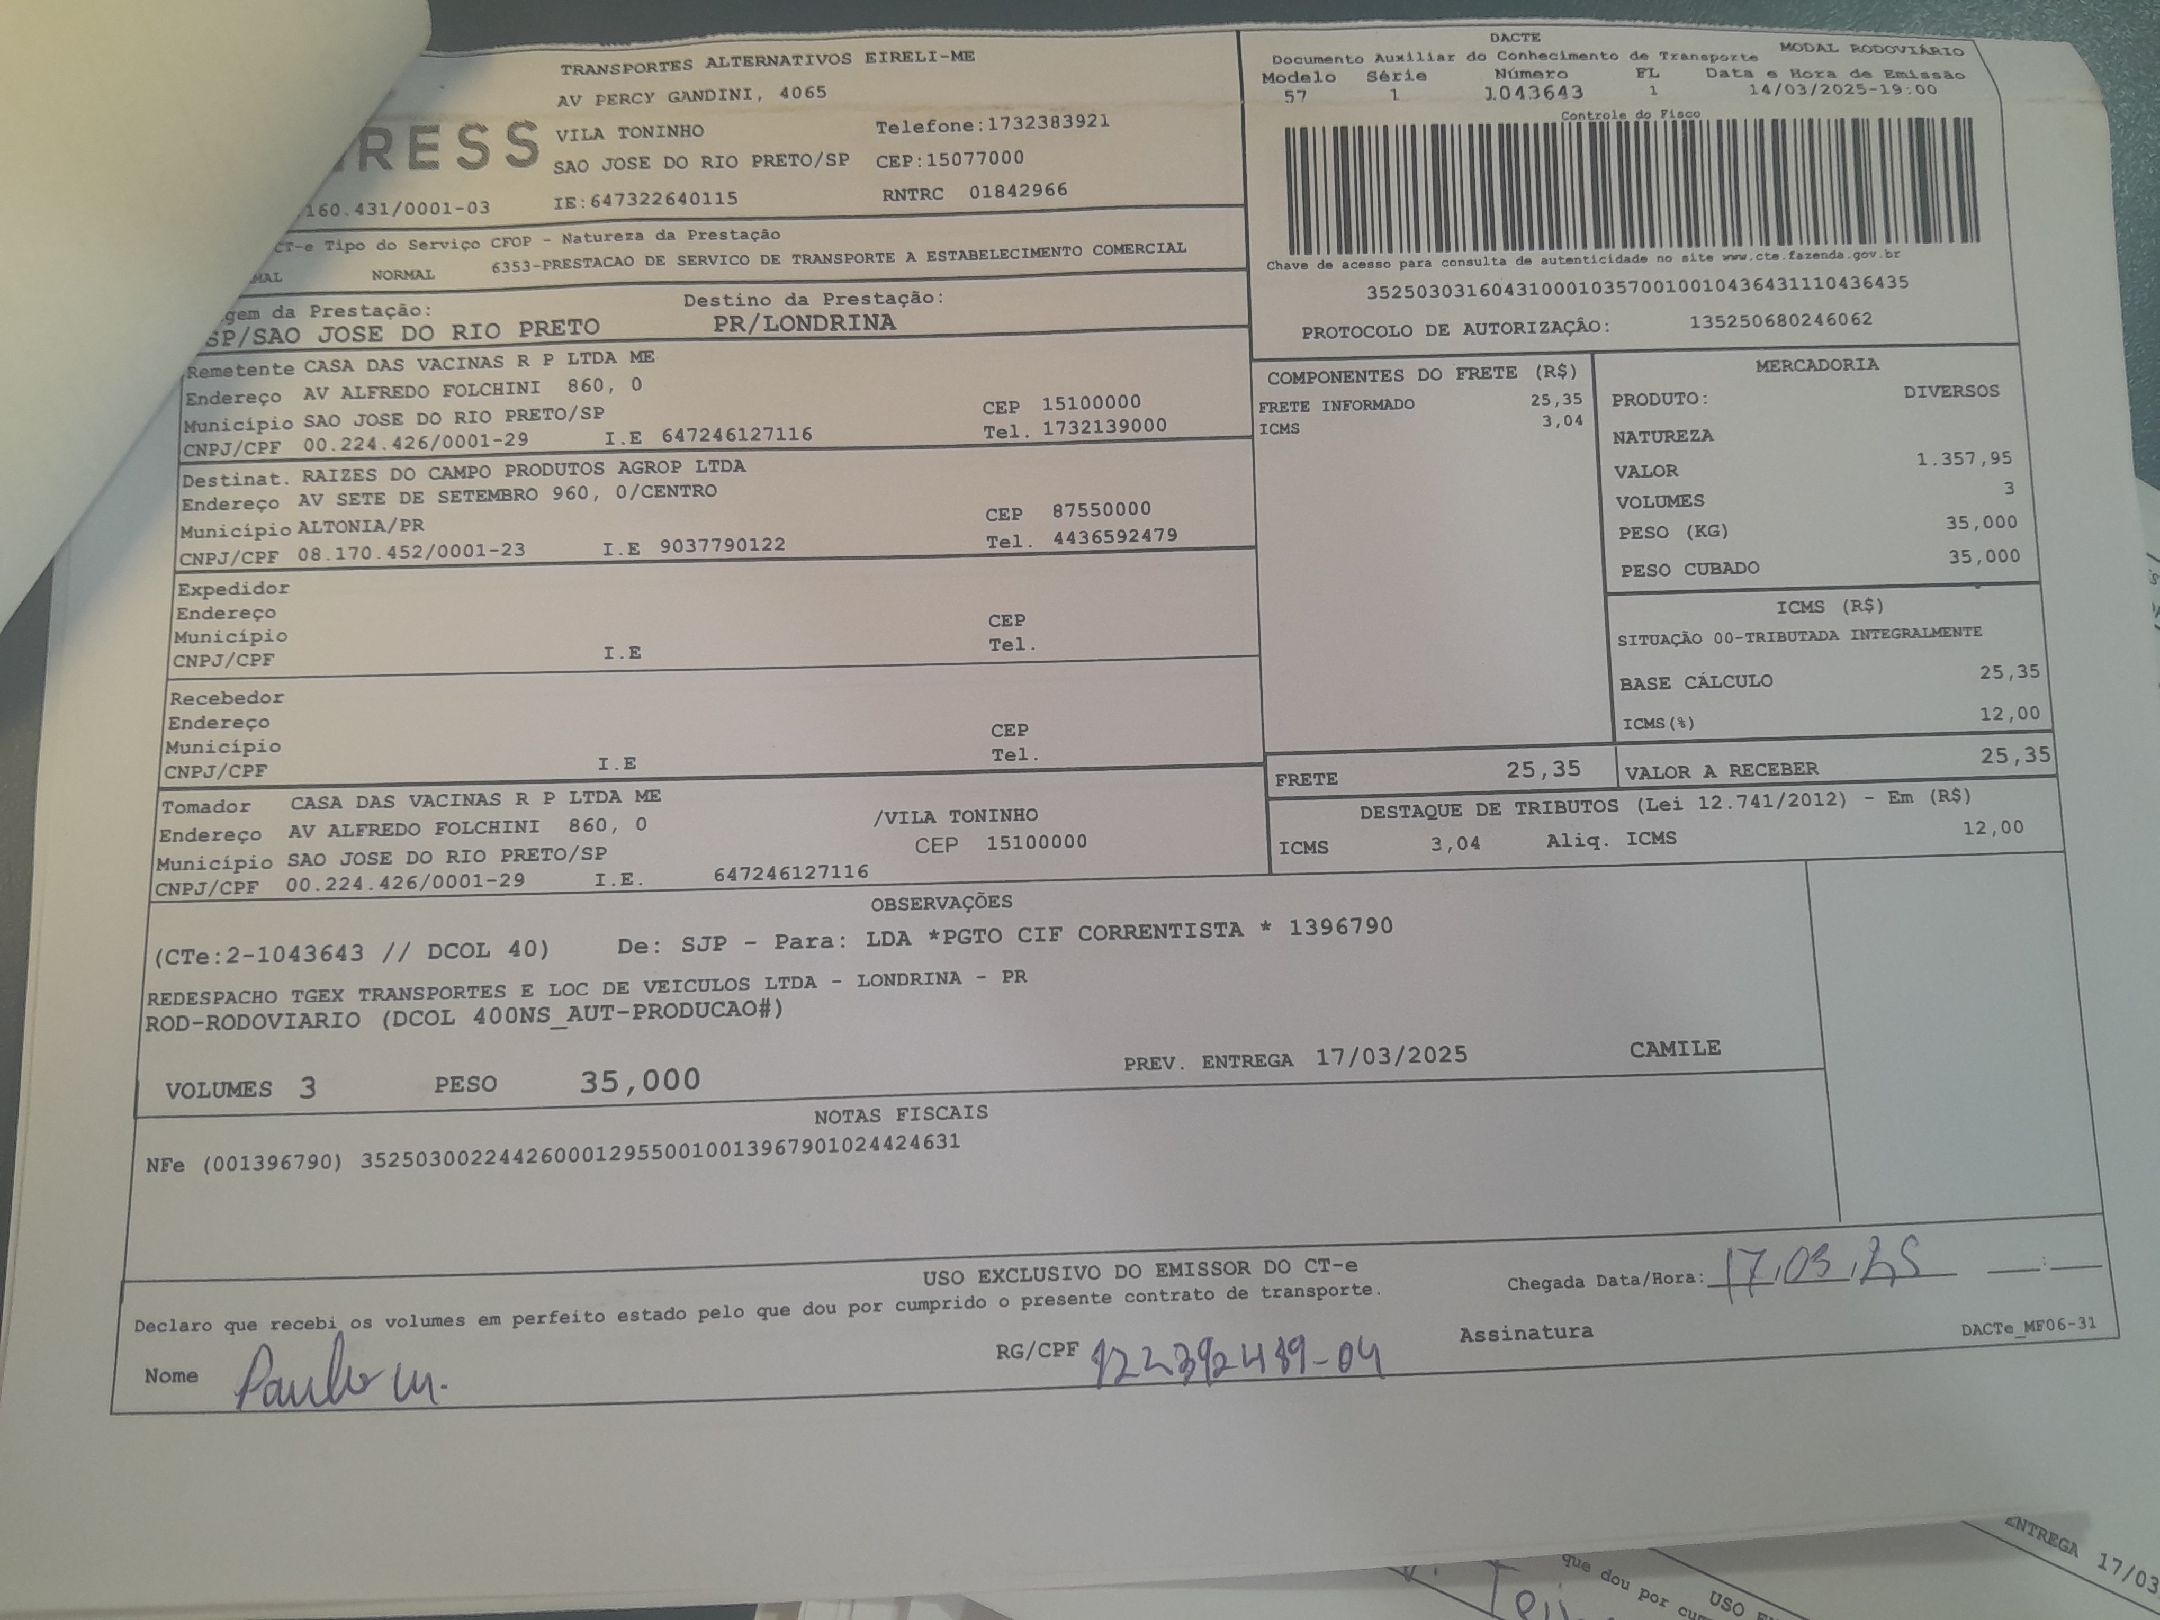 TRANSPORTES ALTERNATIVOS EIRELI-ME
AV PERCY GANDINI, 4065
RESS
VILA TONINHO Telefone:1732383921
SAO JOSE DO RIO PRETO/SP CEP:15077000
160.431/0001-03 IE:647322640115 RNTRC 01842966
CT-e Tipo do Serviço CFOP - Natureza da Prestação
MAL NORMAL 6353-PRESTACAO DE SERVICO DE TRANSPORTE A ESTABELECIMENTO COMERCIAL
gem da Prestação: Destino da Prestação:
SP/SAO JOSE DO RIO PRETO PR/LONDRINA
DACTE
Documento Auxiliar do Conhecimento de Transporte MODAL RODOVIÁRIO
Modelo Série Número FL Data e Hora de Emissão
57 1 1043643 1 14/03/2025-19:00
Controle do Fisco
Chave de acesso para consulta de autenticidade no site www.cte.fazenda.gov.br
35250303160431000103570010010436431110436435
PROTOCOLO DE AUTORIZAÇÂO: 135250680246062
Remetente CASA DAS VACINAS R P LTDA ME
Endereço AV ALFREDO FOLCHINI 860, 0
Município SAO JOSE DO RIO PRETO/SP CEP 15100000
CNPJ/CPF 00.224.426/0001-29 I.E 647246127116 Tel. 1732139000
Destinat. RAIZES DO CAMPO PRODUTOS AGROP LTDA
Endereço AV SETE DE SETEMBRO 960, 0/CENTRO
Município ALTONIA/PR CEP 87550000
CNPJ/CPF 08.170.452/0001-23 I.E 9037790122 Tel. 4436592479
Expedidor
Endereço
Município CEP
CNPJ/CPF I.E Tel.
Recebedor
Endereço
Município CEP
CNPJ/CPF I.E Tel.
Tomador CASA DAS VACINAS R P LTDA ME
Endereço AV ALFREDO FOLCHINI 860, 0 /VILA TONINHO
Município SAO JOSE DO RIO PRETO/SP CEP 15100000
CNPJ/CPF 00.224.426/0001-29 I.E. 647246127116
COMPONENTES DO FRETE (R$)
FRETE INFORMADO 25,35
ICMS 3,04
MERCADORIA
PRODUTO: DIVERSOS
NATUREZA
VALOR 1.357,95
VOLUMES 3
PESO (KG) 35,000
PESO CUBADO 35,000
ICMS (R$)
SITUAÇÃO 00-TRIBUTADA INTEGRALMENTE
BASE CÁLCULO 25,35
ICMS(%) 12,00
FRETE 25,35 VALOR A RECEBER 25,35
DESTAQUE DE TRIBUTOS (Lei 12.741/2012) - Em (R$)
ICMS 3,04 Aliq. ICMS 12,00
OBSERVAÇÕES
(CTe:2-1043643 // DCOL 40) De: SJP - Para: LDA *PGTO CIF CORRENTISTA * 1396790
REDESPACHO TGEX TRANSPORTES E LOC DE VEICULOS LTDA - LONDRINA - PR
ROD-RODOVIARIO (DCOL 400NS_AUT-PRODUCAO#)
VOLUMES 3 PESO 35,000 PREV. ENTREGA 17/03/2025 CAMILE
NOTAS FISCAIS
NFe (001396790) 35250300224426000129550010013967901024424631
USO EXCLUSIVO DO EMISSOR DO CT-e
Declaro que recebi os volumes em perfeito estado pelo que dou por cumprido o presente contrato de transporte.
Chegada Data/Hora: 17,03,25 :
Nome Paulo M. RG/CPF Assinatura DACTe_MF06-31
ENTREGA 17/03
que dou por cum
USO